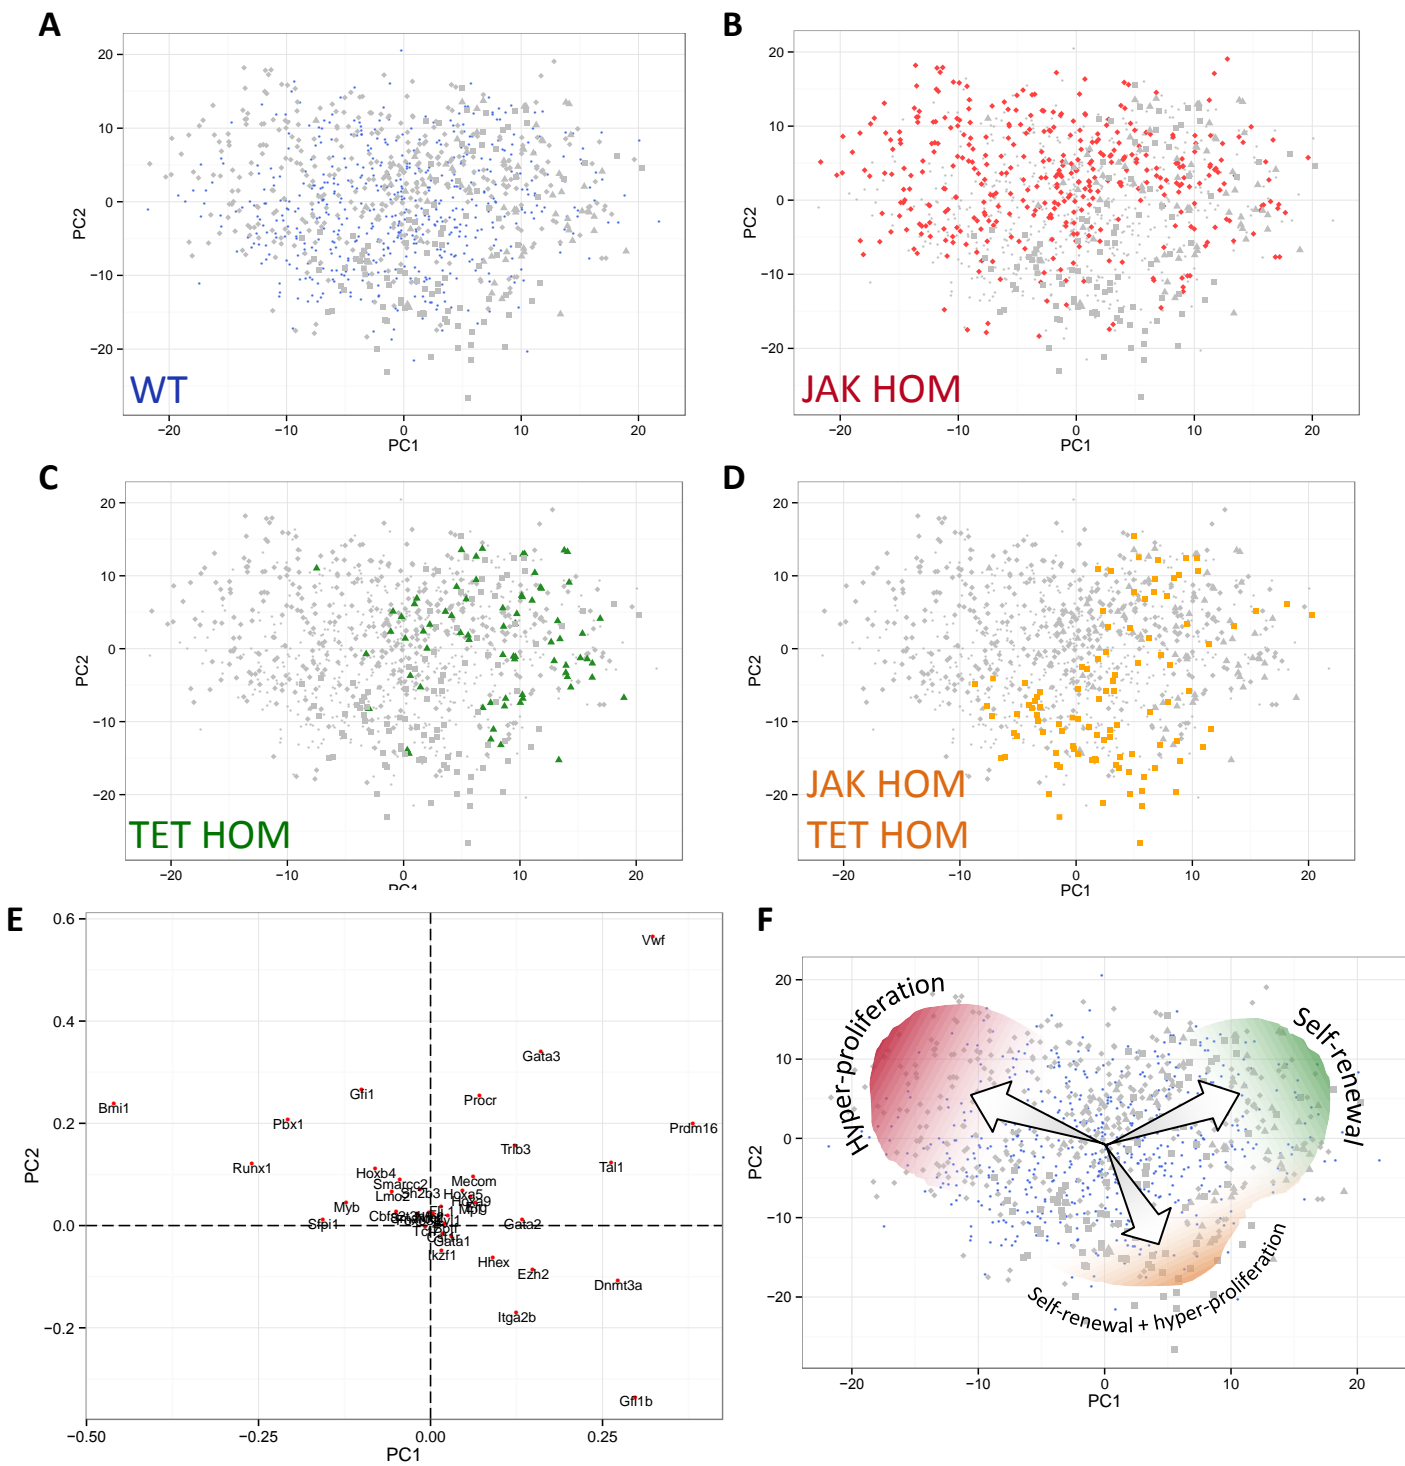 A
20
10
0
−10
−20
PC2
WT
−20
−10
0
10
20
PC1
B
20
10
0
−10
−20
PC2
JAK HOM
−20
−10
0
10
20
PC1
C
20
10
0
−10
−20
PC2
TET HOM
−20
−10
0
10
20
PC1
D
20
10
0
−10
−20
PC2
JAK HOM
TET HOM
−20
−10
0
10
20
PC1
E
0.6
0.4
0.2
0.0
−0.2
PC2
Vwf
Gata3
Gfi1
Procr
Bmi1
Pbx1
Prdm16
Trib3
Runx1
Tal1
Hoxb4
Smarcc2
Mecom
Sh2b3
Lmo2
Hoxa5
Hoxa9
Myb
Sfpi1
Gata2
Gata1
Ikzf1
Hhex
Ezh2
Dnmt3a
Itga2b
Gfi1b
−0.50
−0.25
0.00
0.25
PC1
F
20
10
0
−10
−20
PC2
Hyper-proliferation
Self-renewal
Self-renewal + hyper-proliferation
−20
−10
0
10
20
PC1